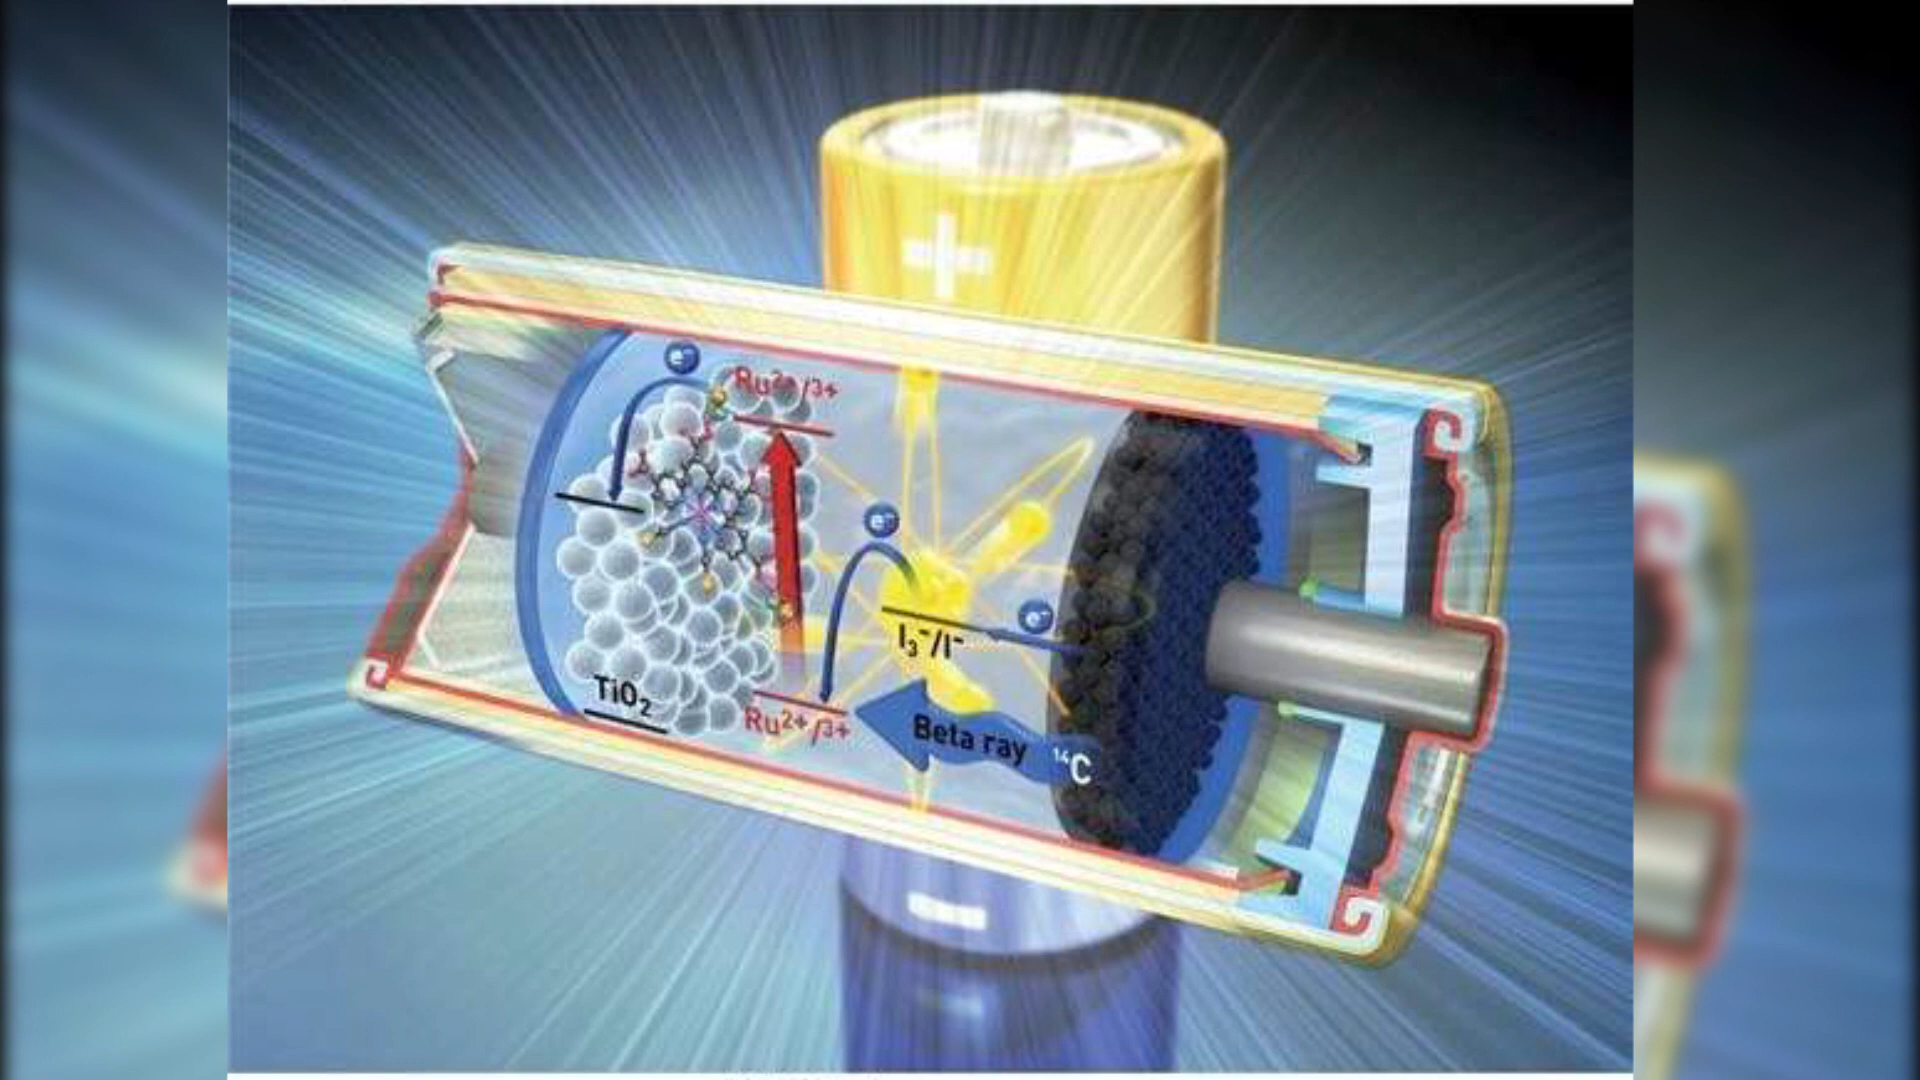 +
e⁻
Ru²⁺/³⁺
e⁻
e⁻
I₃⁻/I⁻
TiO₂
Ru²⁺/³⁺
Beta ray
¹⁴C
−